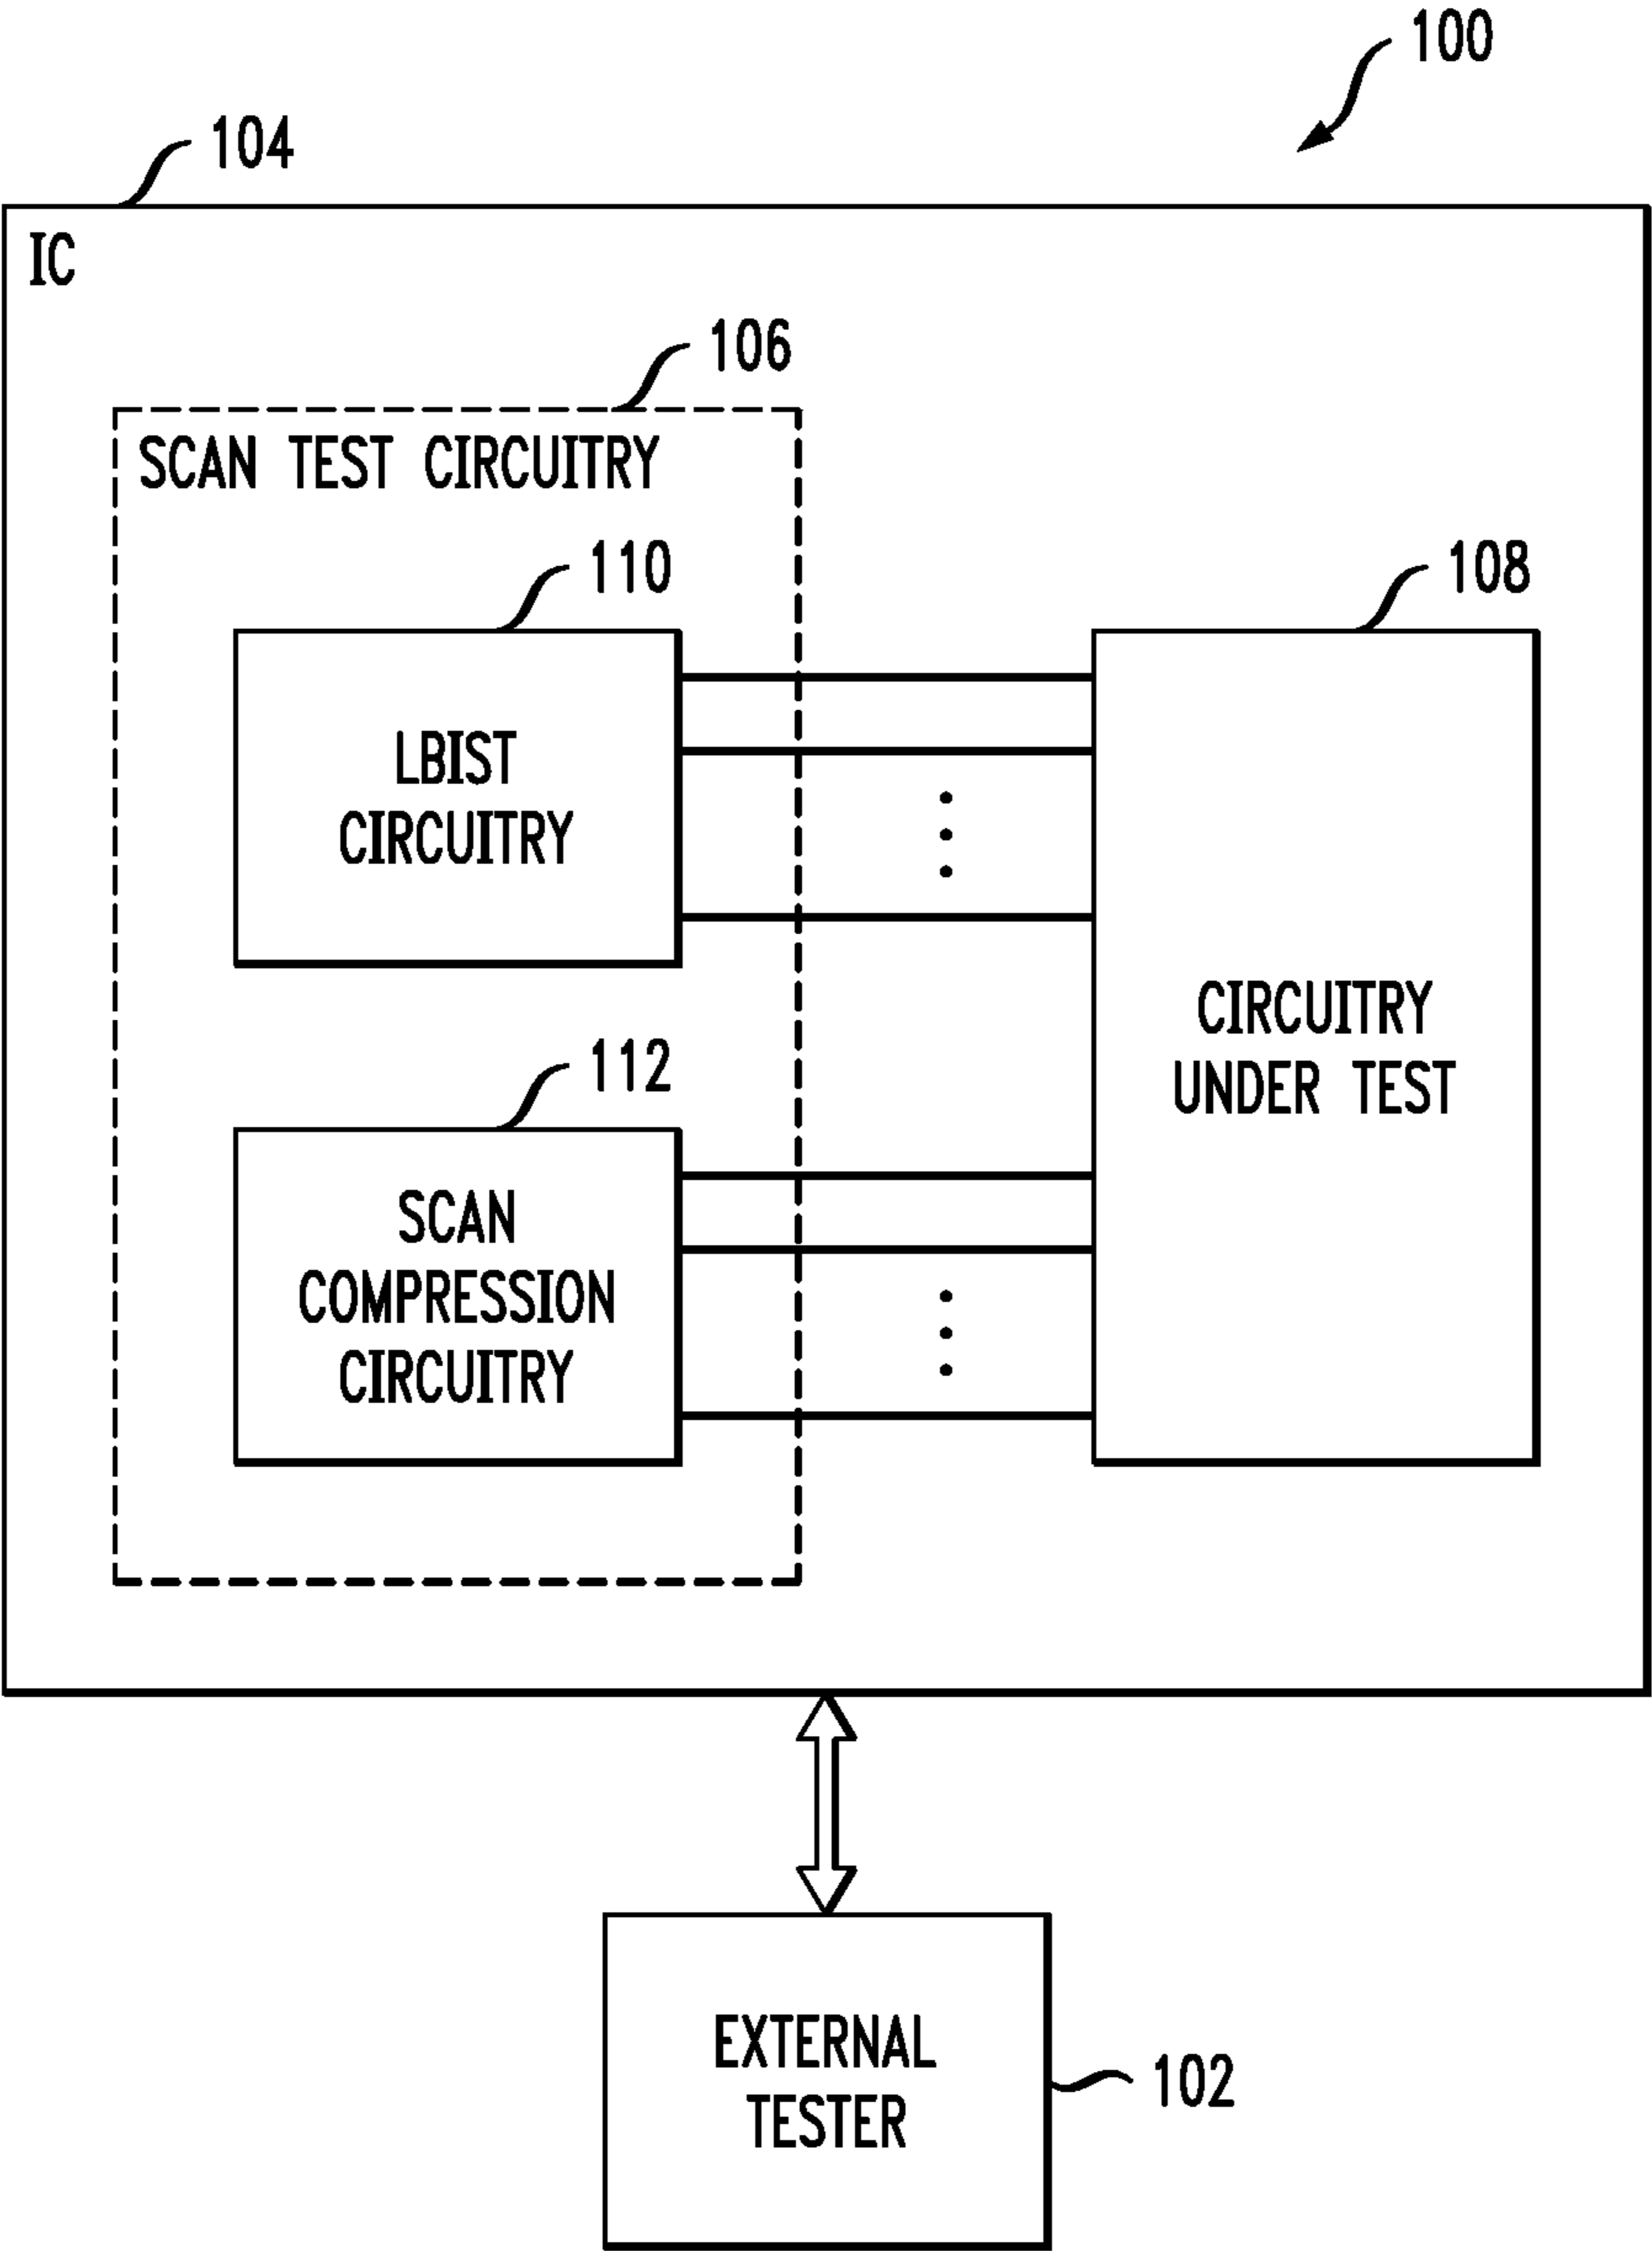 100
104
IC
106
SCAN TEST CIRCUITRY
110
108
LBIST
CIRCUITRY
CIRCUITRY
UNDER TEST
112
SCAN
COMPRESSION
CIRCUITRY
EXTERNAL
TESTER
102